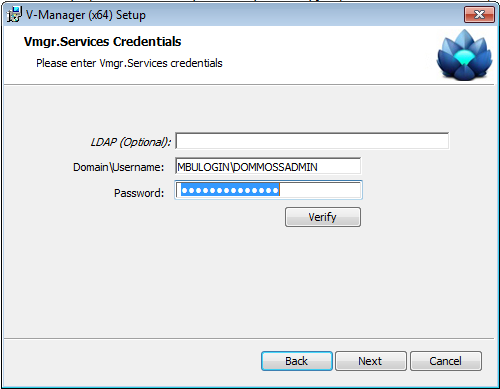 V-Manager (x64) Setup
Vmgr.Services Credentials
Please enter Vmgr.Services credentials
LDAP (Optional):
Domain\Username: MBULOGIN\DOMMOSSADMIN
Password: ●●●●●●●●●●●●●●
Verify
Back Next Cancel